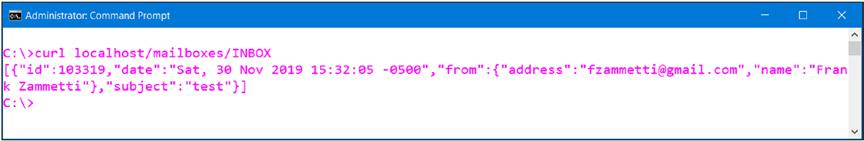 Administrator: Command Prompt
C:\>curl localhost/mailboxes/INBOX
[{"id":103319,"date":"Sat, 30 Nov 2019 15:32:05 -0500","from":{"address":"fzammetti@gmail.com","name":"Fran
k Zammetti"},"subject":"test"}]
C:\>